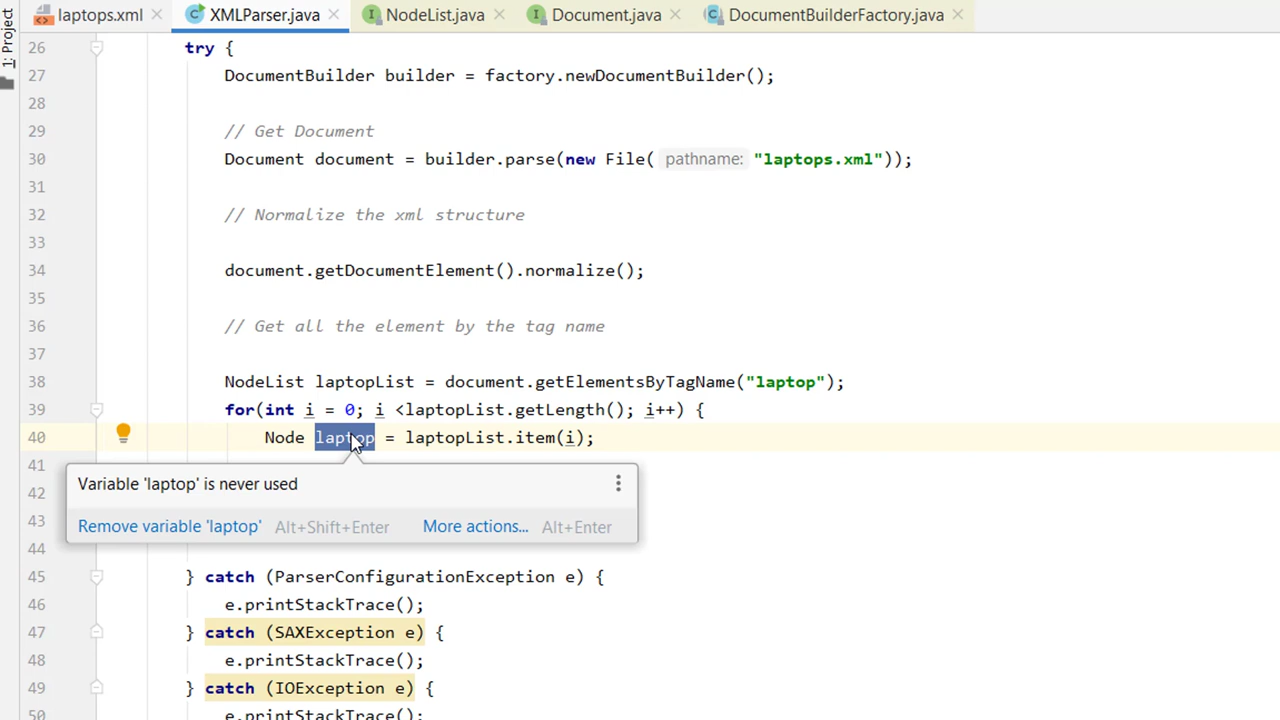 1: Project
laptops.xml
XMLParser.java
NodeList.java
Document.java
DocumentBuilderFactory.java
26 try {
27 DocumentBuilder builder = factory.newDocumentBuilder();
28
29 // Get Document
30 Document document = builder.parse(new File( pathname: "laptops.xml"));
31
32 // Normalize the xml structure
33
34 document.getDocumentElement().normalize();
35
36 // Get all the element by the tag name
37
38 NodeList laptopList = document.getElementsByTagName("laptop");
39 for(int i = 0; i <laptopList.getLength(); i++) {
40 Node laptop = laptopList.item(i);
41
Variable 'laptop' is never used
42
43
Remove variable 'laptop' Alt+Shift+Enter More actions... Alt+Enter
44
45 } catch (ParserConfigurationException e) {
46 e.printStackTrace();
47 } catch (SAXException e) {
48 e.printStackTrace();
49 } catch (IOException e) {
50 e.printStackTrace();